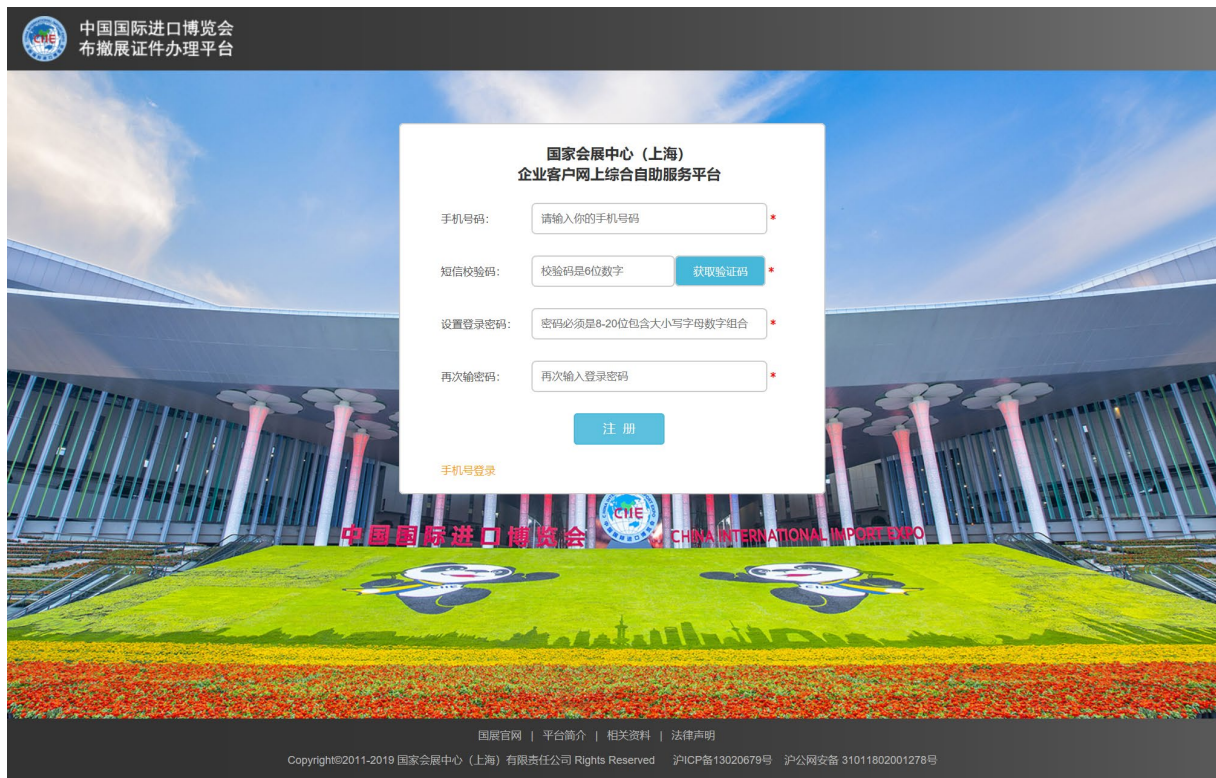 CIIE
中国国际进口博览会
布撤展证件办理平台
国家会展中心（上海）
企业客户网上综合自助服务平台
手机号码： 请输入你的手机号码 *
短信校验码： 校验码是6位数字 获取验证码 *
设置登录密码： 密码必须是8-20位包含大小写字母数字组合 *
再次输密码： 再次输入登录密码 *
注 册
手机号登录
中国国际进口博览会 CIIE CHINA INTERNATIONAL IMPORT EXPO
国展官网 | 平台简介 | 相关资料 | 法律声明
Copyright©2011-2019 国家会展中心（上海）有限责任公司 Rights Reserved 沪ICP备13020679号 沪公网安备 31011802001278号